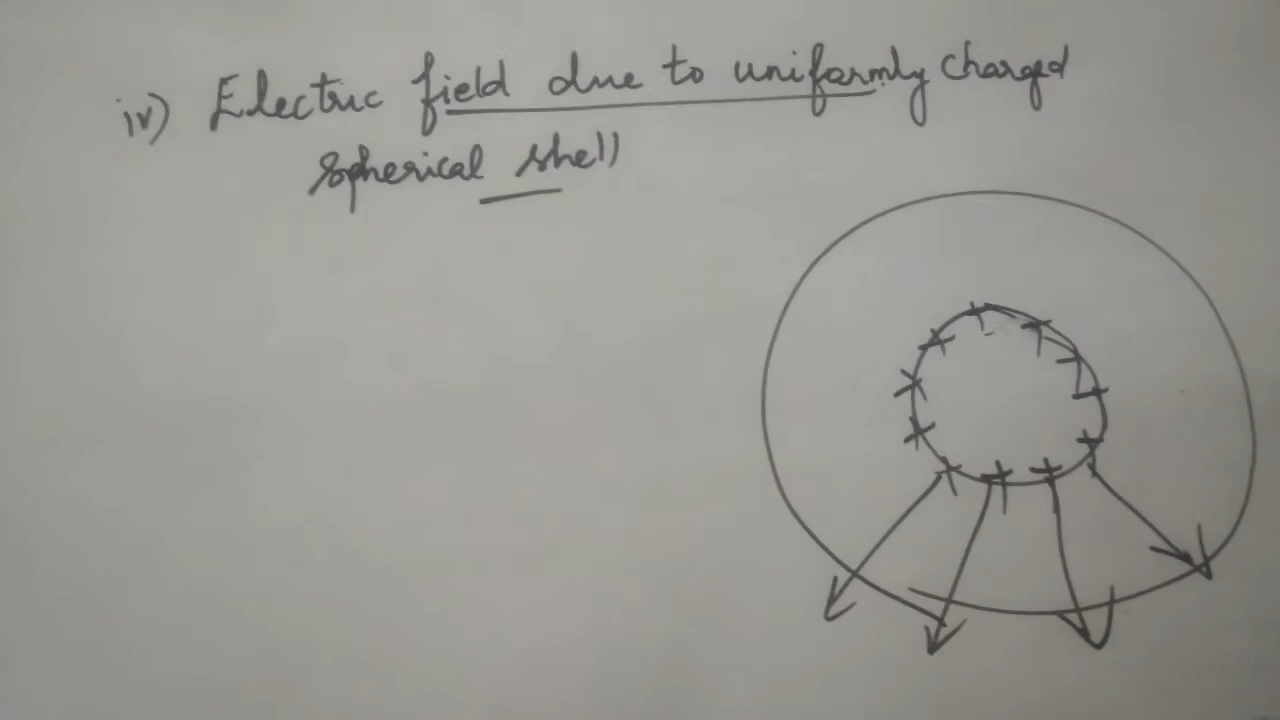 iv) Electric field due to uniformly charged
spherical shell